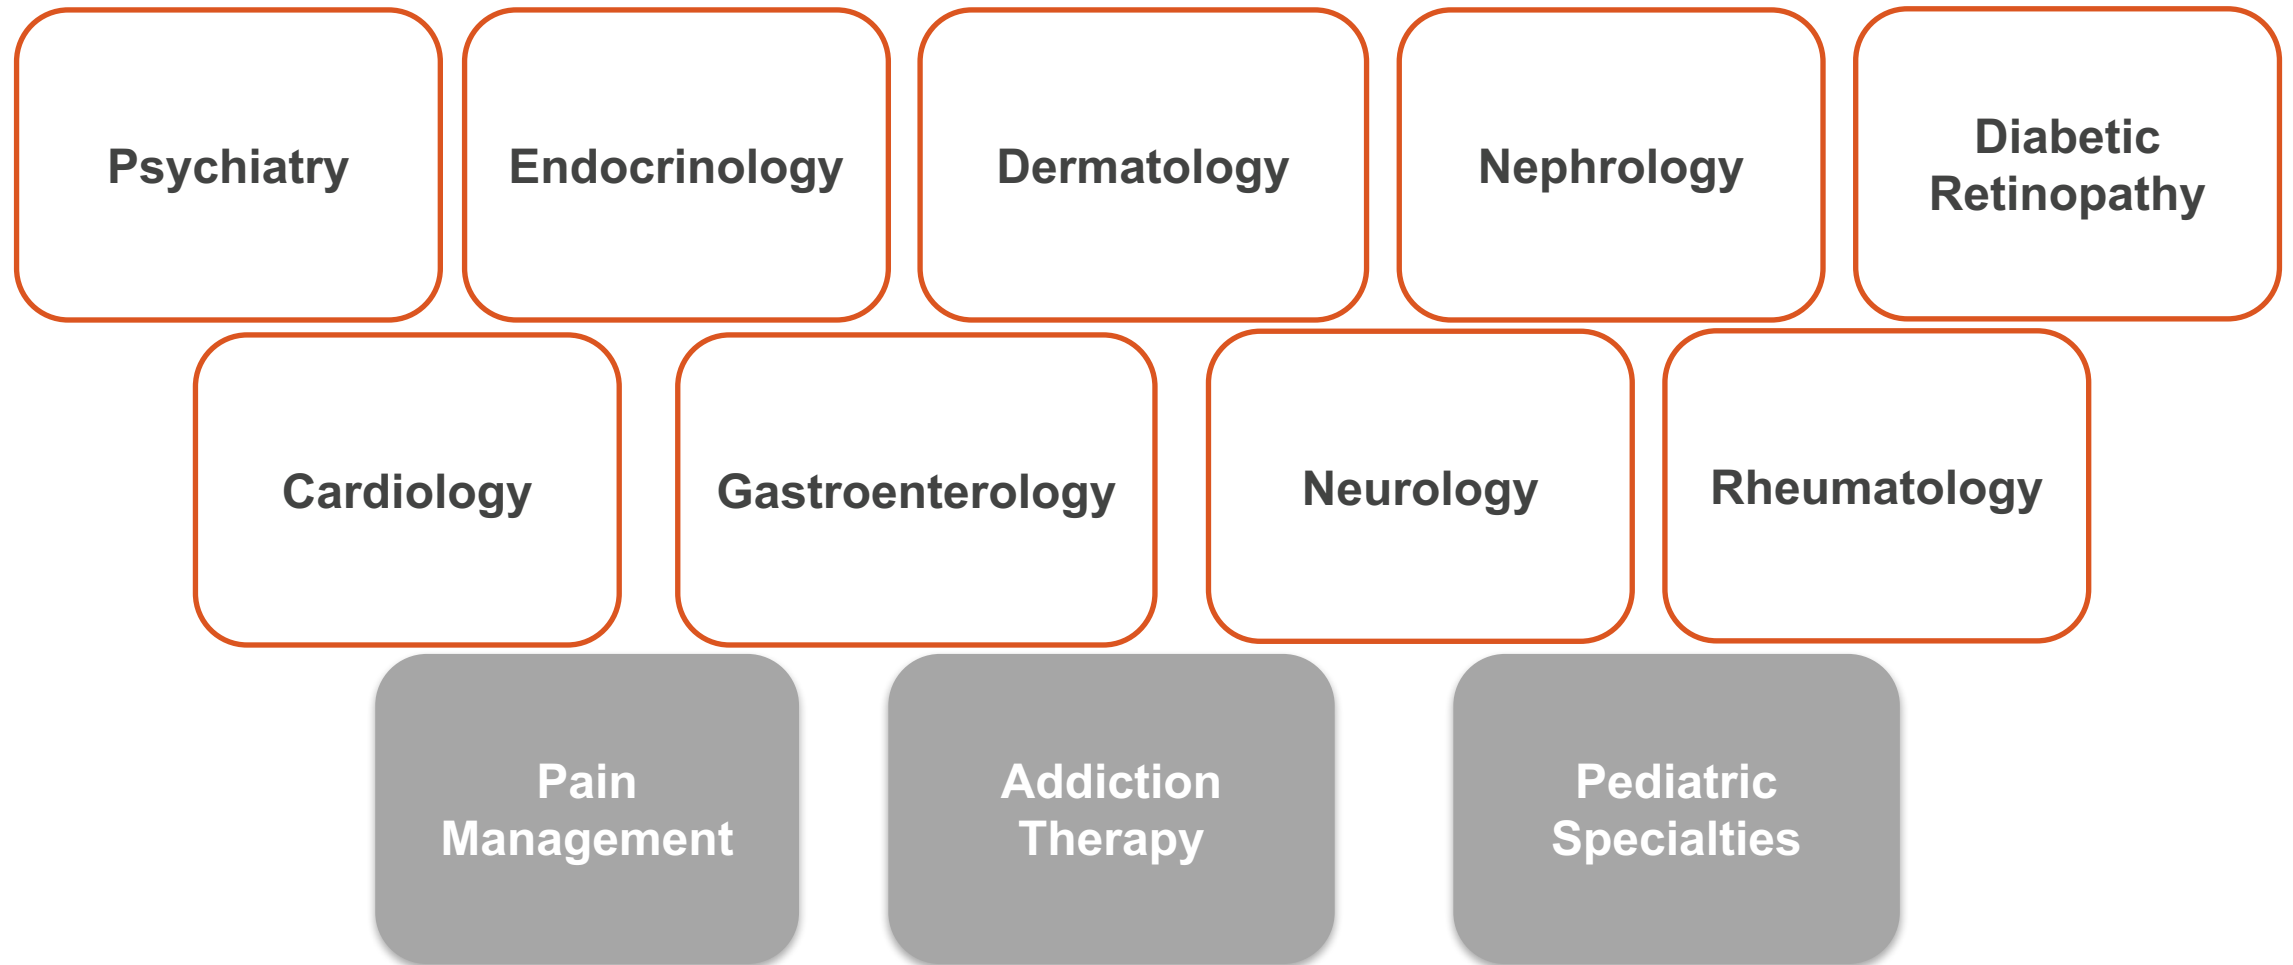 Psychiatry
Endocrinology
Dermatology
Nephrology
Diabetic
Retinopathy
Cardiology
Gastroenterology
Neurology
Rheumatology
Pain
Management
Addiction
Therapy
Pediatric
Specialties